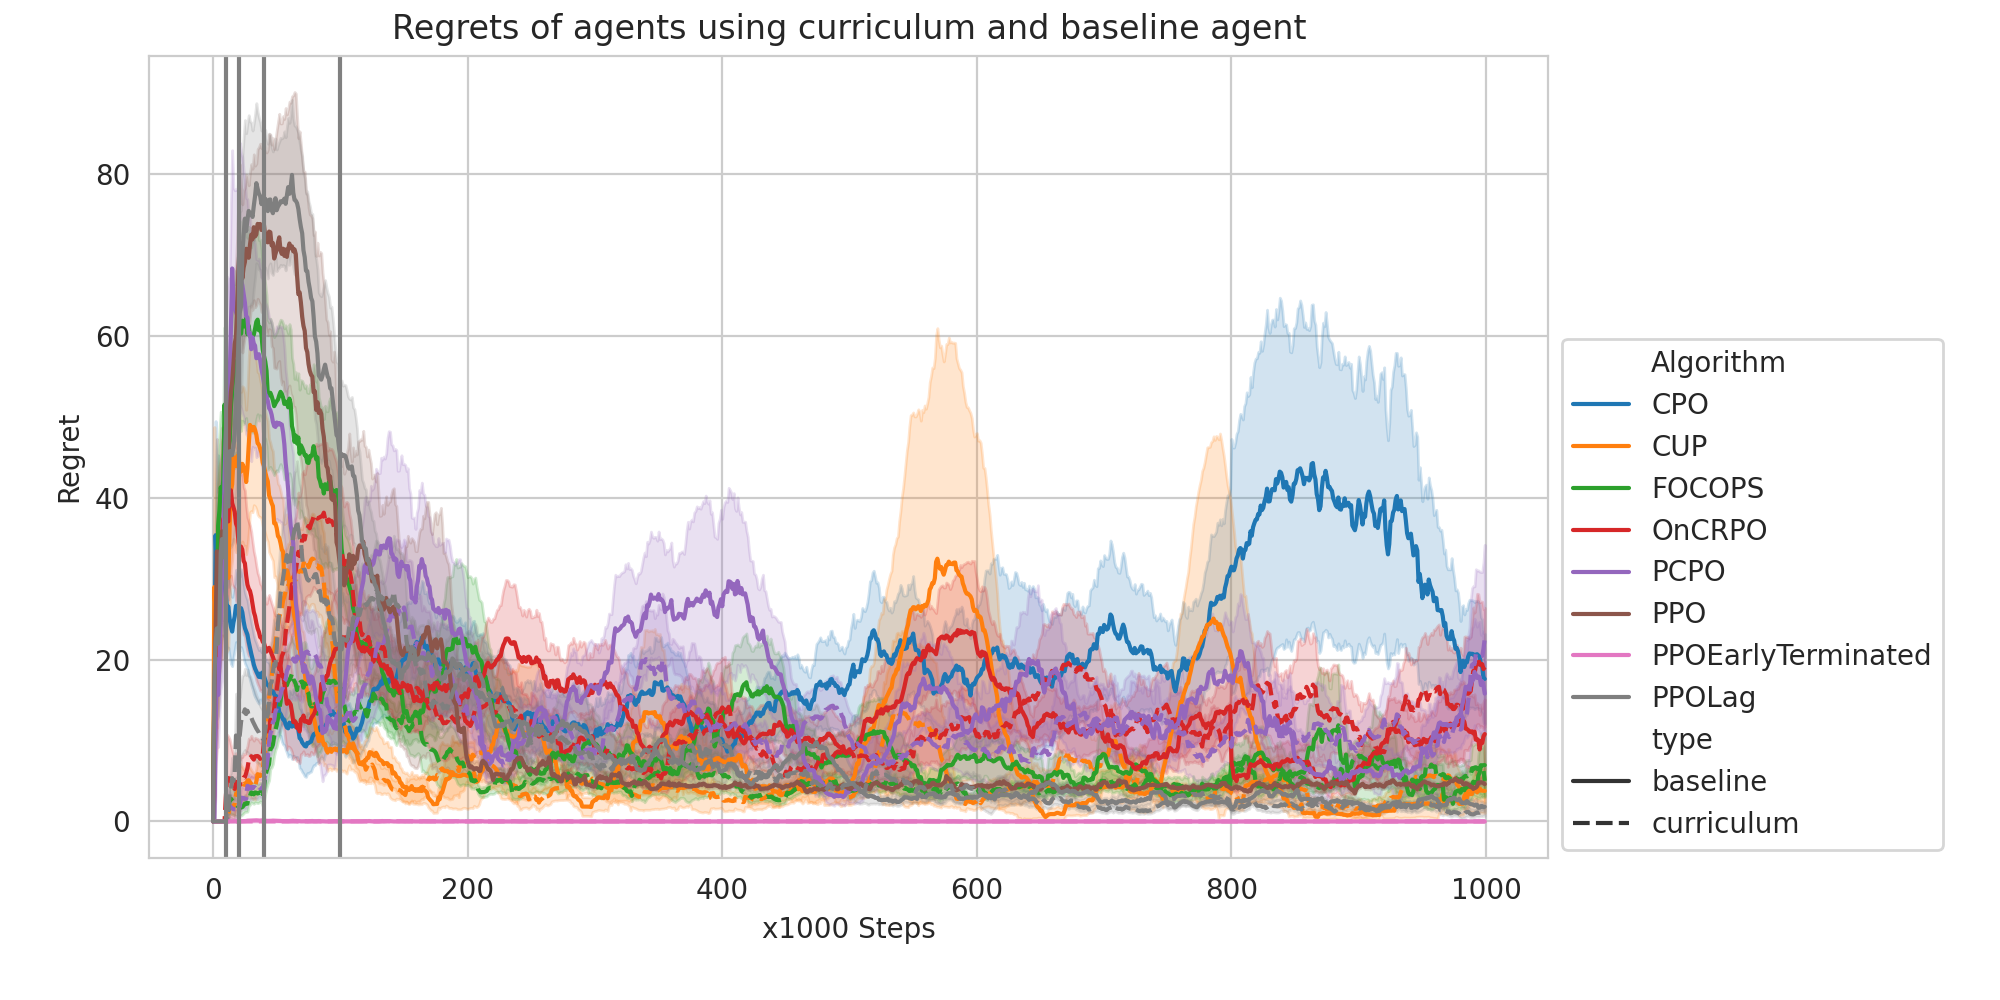 Regrets of agents using curriculum and baseline agent
80
60
40
20
0
Regret
0 200 400 600 800 1000
x1000 Steps
Algorithm
CPO
CUP
FOCOPS
OnCRPO
PCPO
PPO
PPOEarlyTerminated
PPOLag
type
baseline
curriculum